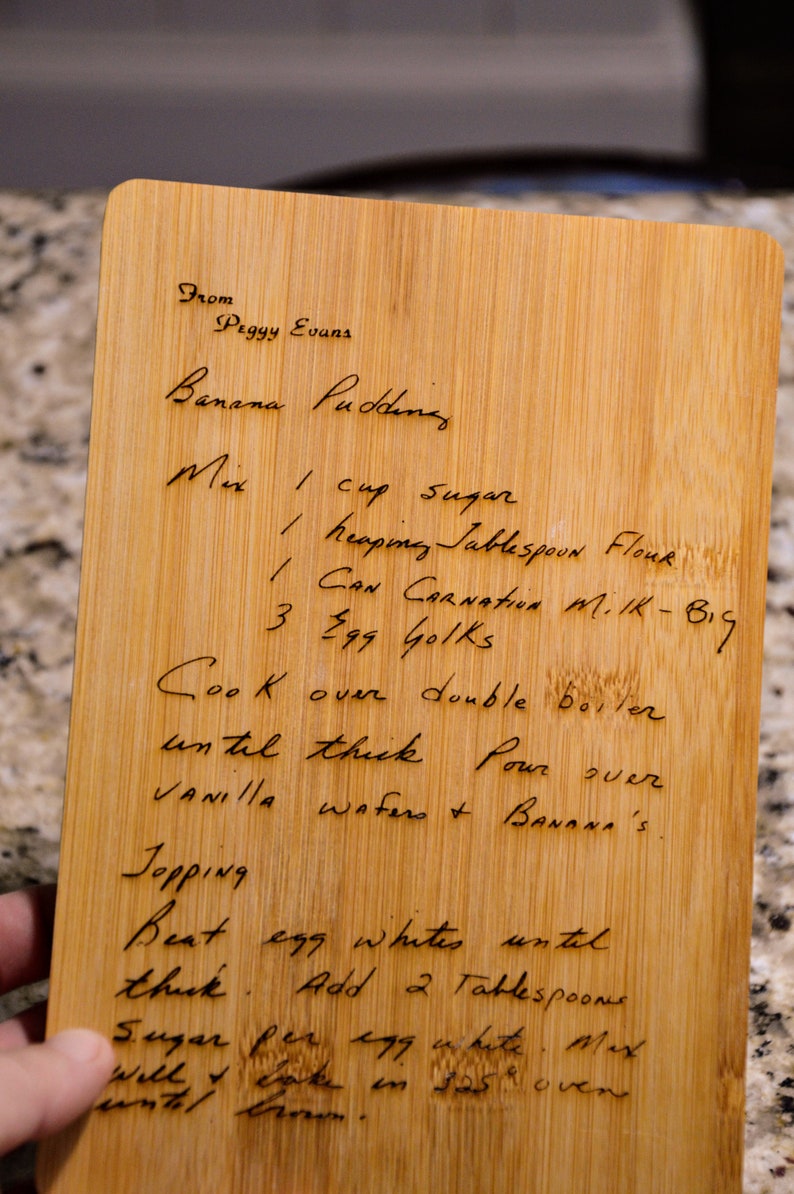 From
Peggy Evans
Banana Pudding
Mix 1 cup sugar
1 heaping Tablespoon Flour
1 Can Carnation Milk - Big
3 Egg Yolks
Cook over double boiler
until thick Pour over
vanilla wafers + Banana's.
Topping
Beat egg whites until
thick. Add 2 Tablespoons
Sugar per egg white. Mix
well + bake in 325° oven
until brown.